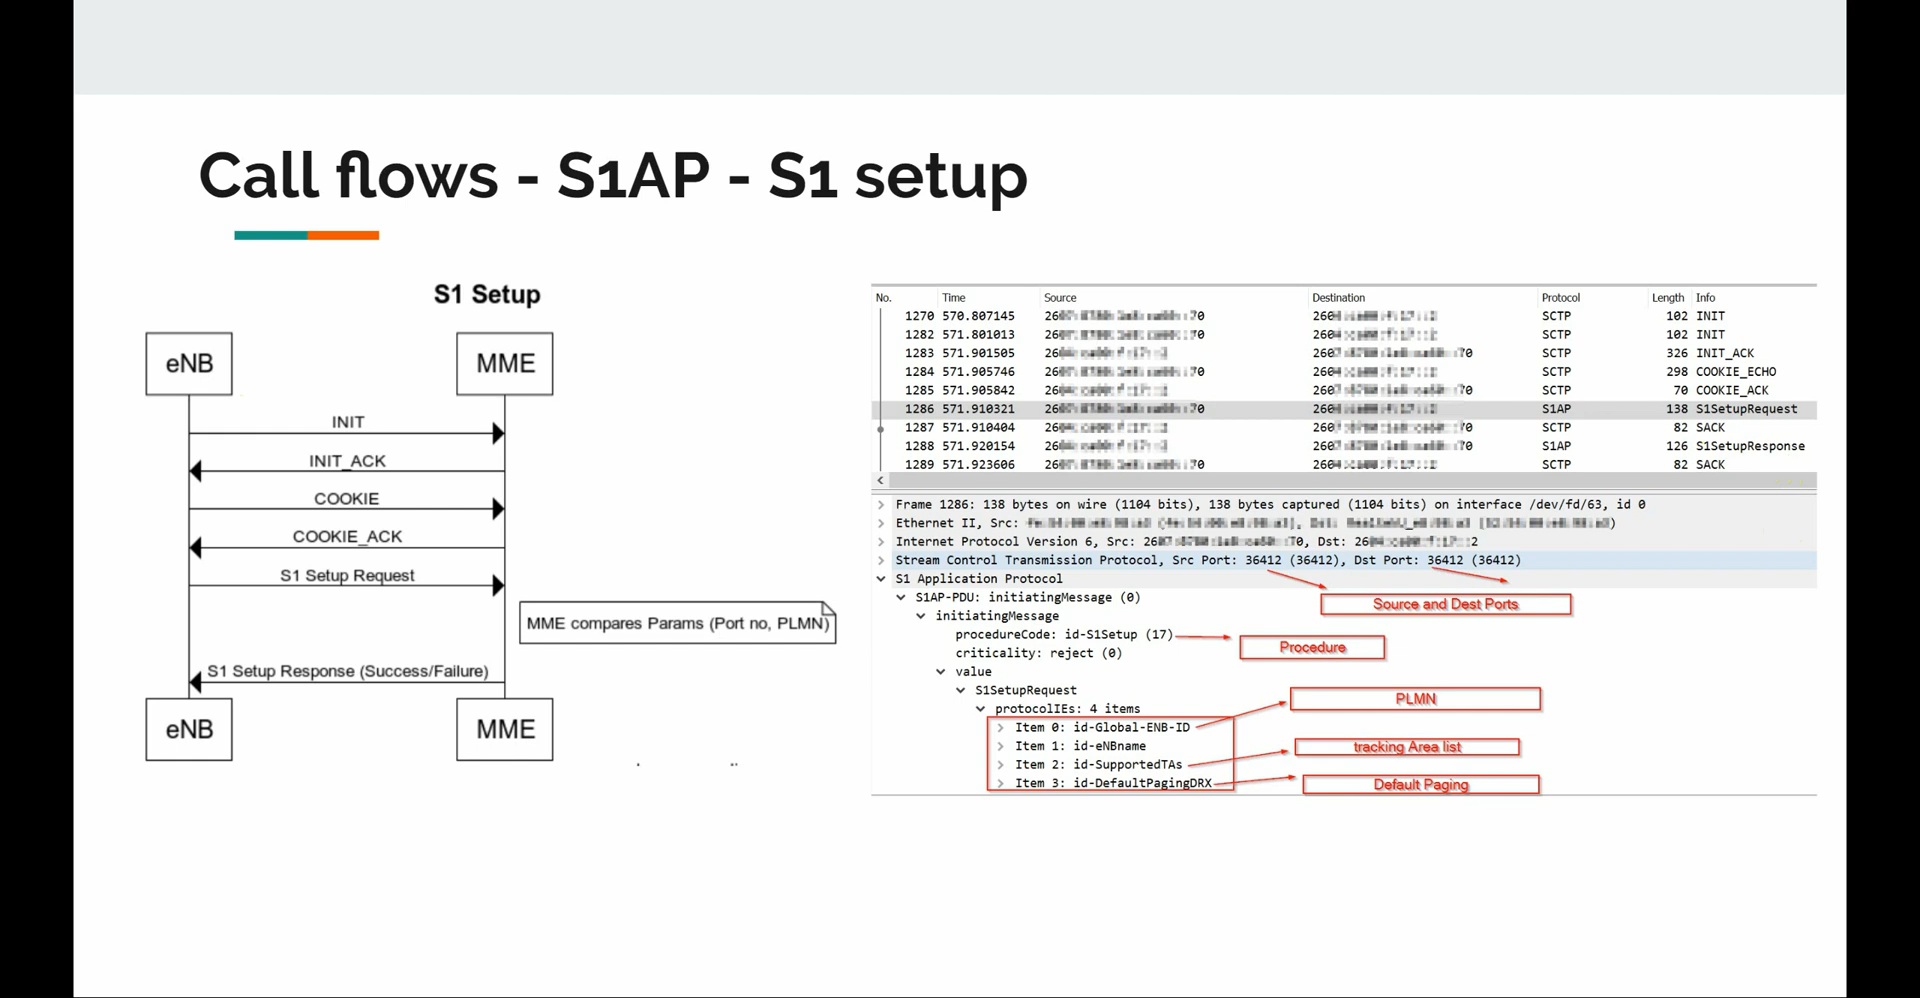 Call flows - S1AP - S1 setup
S1 Setup
eNB
MME
INIT
INIT_ACK
COOKIE
COOKIE_ACK
S1 Setup Request
MME compares Params (Port no, PLMN)
S1 Setup Response (Success/Failure)
eNB
MME
No. Time Source Destination Protocol Length Info
1270 570.807145 SCTP 102 INIT
1282 571.801013 SCTP 102 INIT
1283 571.901505 SCTP 326 INIT_ACK
1284 571.905746 SCTP 298 COOKIE_ECHO
1285 571.905842 SCTP 70 COOKIE_ACK
1286 571.910321 S1AP 138 S1SetupRequest
1287 571.910404 SCTP 82 SACK
1288 571.920154 S1AP 126 S1SetupResponse
1289 571.923606 SCTP 82 SACK
Frame 1286: 138 bytes on wire (1104 bits), 138 bytes captured (1104 bits) on interface /dev/fd/63, id 0
Ethernet II, Src:
Internet Protocol Version 6, Src: Dst:
Stream Control Transmission Protocol, Src Port: 36412 (36412), Dst Port: 36412 (36412)
S1 Application Protocol
S1AP-PDU: initiatingMessage (0)
Source and Dest Ports
initiatingMessage
procedureCode: id-S1Setup (17)
Procedure
criticality: reject (0)
value
S1SetupRequest
PLMN
protocolIEs: 4 items
Item 0: id-Global-ENB-ID
Item 1: id-eNBname
tracking Area list
Item 2: id-SupportedTAs
Item 3: id-DefaultPagingDRX
Default Paging